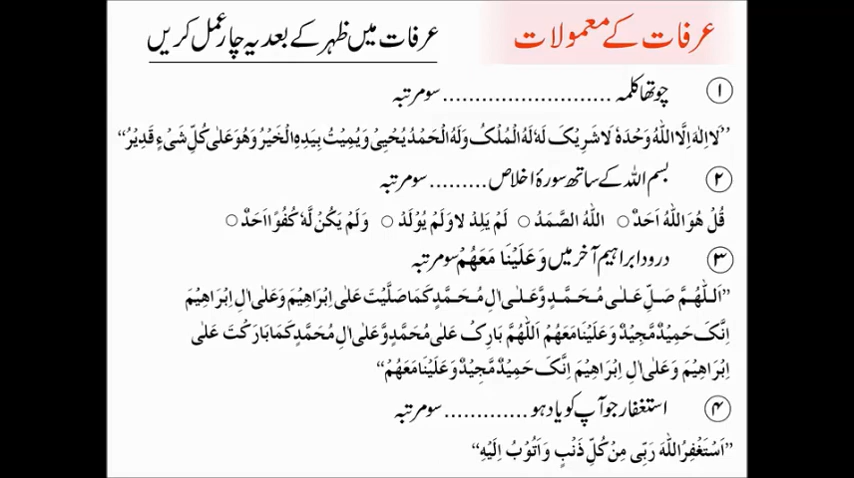 عرفات کے معمولات
عرفات میں ظہر کے بعد یہ چار عمل کریں
① چوتھا کلمہ .......................... سو مرتبہ
”لَا اِلٰهَ اِلَّا اللّٰهُ وَحْدَهٗ لَا شَرِيْکَ لَهٗ لَهُ الْمُلْکُ وَلَهُ الْحَمْدُ يُحْيِیْ وَيُمِيْتُ بِيَدِهِ الْخَيْرُ وَهُوَ عَلٰی کُلِّ شَیْءٍ قَدِيْرٌ“
② بسم اللہ کے ساتھ سورۂ اخلاص ......... سو مرتبہ
قُلْ هُوَ اللّٰهُ اَحَدٌ ○ اَللّٰهُ الصَّمَدُ ○ لَمْ يَلِدْ لا وَلَمْ يُوْلَدْ ○ وَلَمْ يَکُنْ لَّهٗ کُفُوًا اَحَدٌ ○
③ درود ابراہیم آخر میں وَعَلَيْنَا مَعَهُمْ سو مرتبہ
”اَللّٰهُمَّ صَلِّ عَلٰی مُحَمَّدٍ وَّعَلٰی اٰلِ مُحَمَّدٍ کَمَا صَلَّيْتَ عَلٰی اِبْرَاهِيْمَ وَعَلٰی اٰلِ اِبْرَاهِيْمَ
اِنَّکَ حَمِيْدٌ مَّجِيْدٌ وَعَلَيْنَا مَعَهُمْ اَللّٰهُمَّ بَارِکْ عَلٰی مُحَمَّدٍ وَّعَلٰی اٰلِ مُحَمَّدٍ کَمَا بَارَکْتَ عَلٰی
اِبْرَاهِيْمَ وَعَلٰی اٰلِ اِبْرَاهِيْمَ اِنَّکَ حَمِيْدٌ مَّجِيْدٌ وَعَلَيْنَا مَعَهُمْ“
④ استغفار جو آپ کو یاد ہو ............. سو مرتبہ
”اَسْتَغْفِرُ اللّٰهَ رَبِّیْ مِنْ کُلِّ ذَنْبٍ وَاَتُوْبُ اِلَيْهِ“